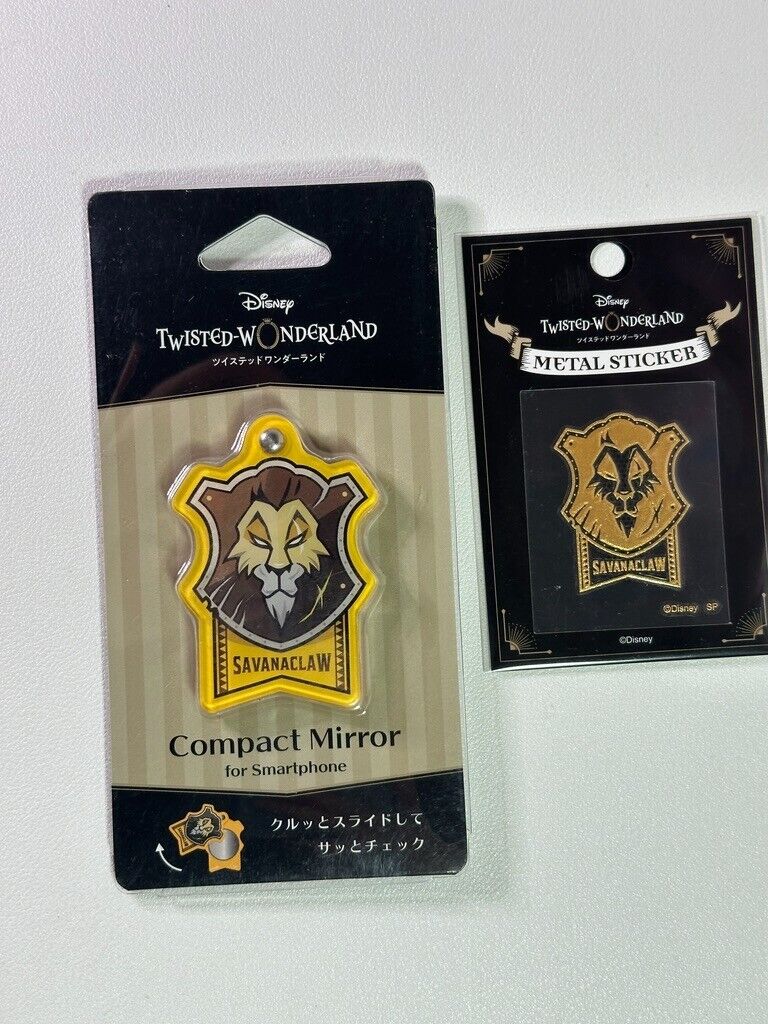 Disney
TWISTED-WONDERLAND
ツイステッドワンダーランド
SAVANACLAW
Compact Mirror
for Smartphone
クルッとスライドして
サッとチェック
Disney
TWISTED-WONDERLAND
ツイステッドワンダーランド
METAL STICKER
SAVANACLAW
©Disney SP
©Disney